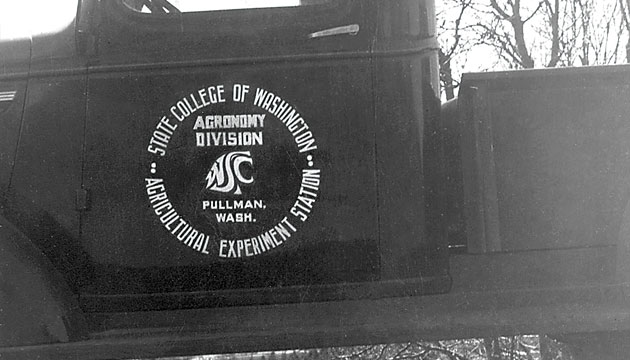 STATE COLLEGE OF WASHINGTON
AGRONOMY
DIVISION
WSC
PULLMAN,
WASH.
AGRICULTURAL EXPERIMENT STATION